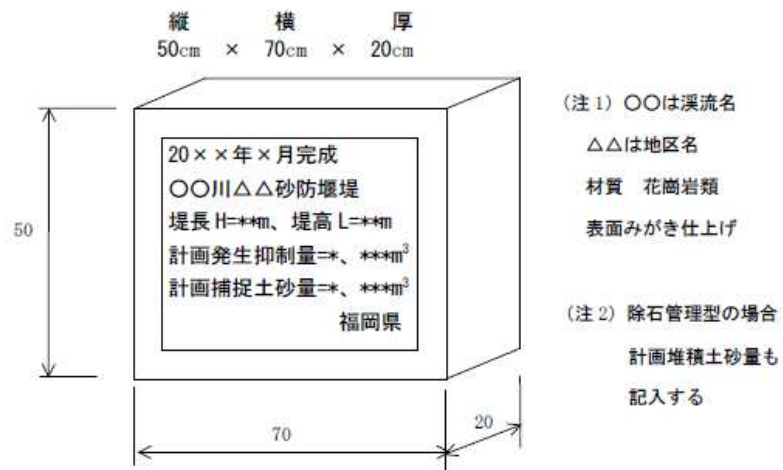 縦 横 厚
50cm × 70cm × 20cm
20××年×月完成
〇〇川△△砂防堰堤
堤長 H=**m、堤高 L=**m
計画発生抑制量=*、***m³
計画捕捉土砂量=*、***m³
福岡県
50
70
20
(注1) 〇〇は渓流名
△△は地区名
材質 花崗岩類
表面みがき仕上げ
(注2) 除石管理型の場合
計画堆積土砂量も
記入する